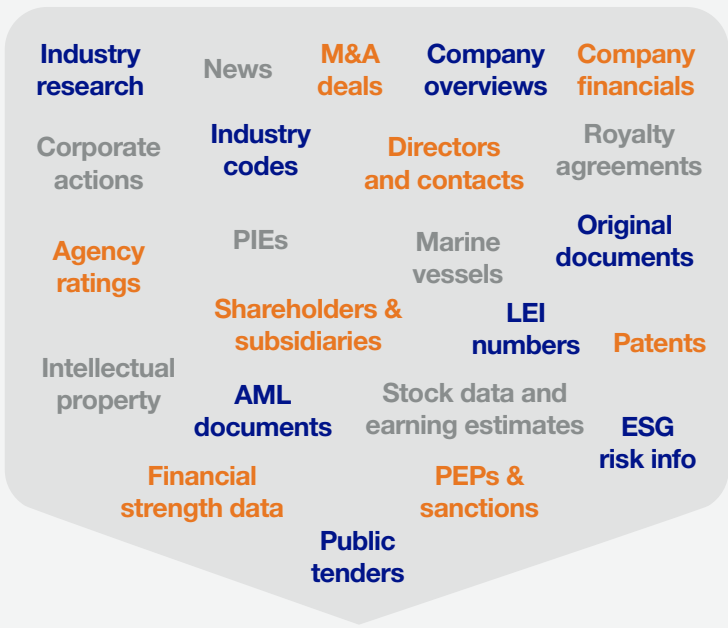 Industry
research
News
M&A
deals
Company
overviews
Company
financials
Corporate
actions
Industry
codes
Directors
and contacts
Royalty
agreements
Agency
ratings
PIEs
Marine
vessels
Original
documents
Shareholders &
subsidiaries
LEI
numbers
Patents
Intellectual
property
AML
documents
Stock data and
earning estimates
ESG
risk info
Financial
strength data
PEPs &
sanctions
Public
tenders